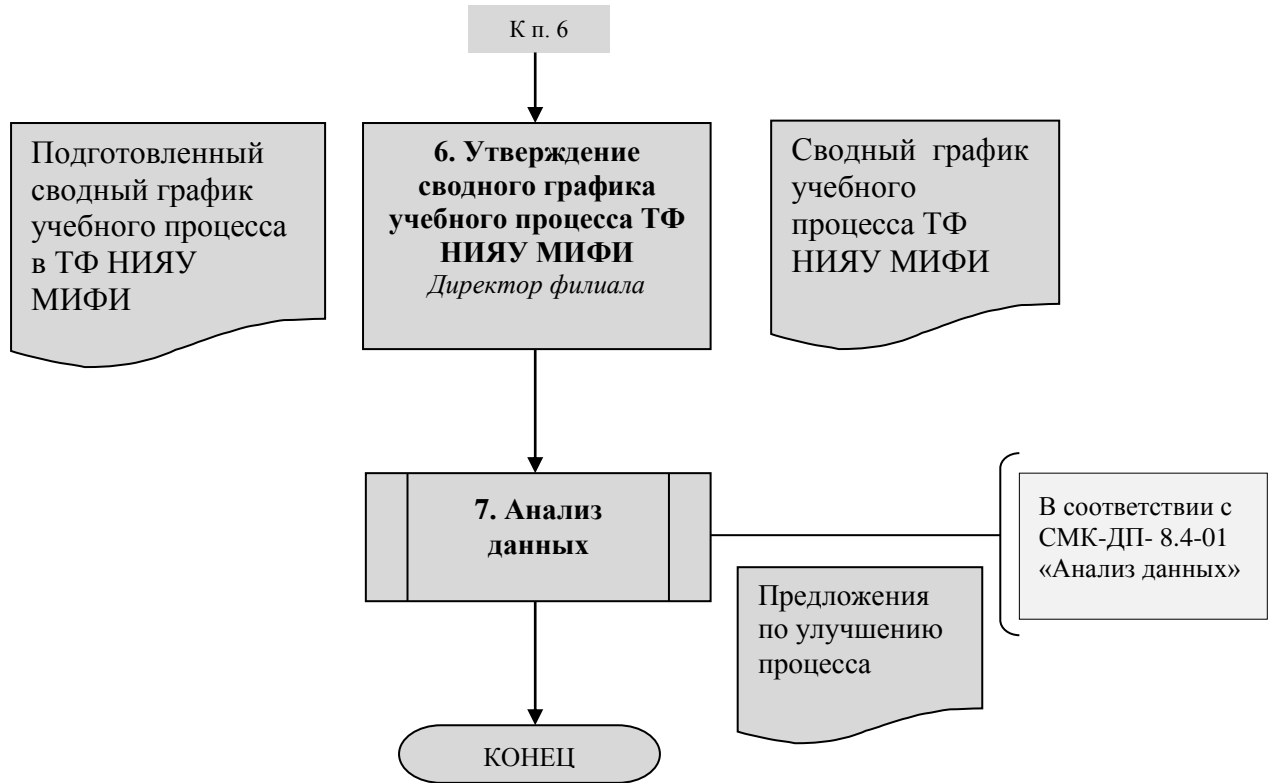 К п. 6
Подготовленный
сводный график
учебного процесса
в ТФ НИЯУ
МИФИ
6. Утверждение
сводного графика
учебного процесса ТФ
НИЯУ МИФИ
Директор филиала
Сводный график
учебного
процесса ТФ
НИЯУ МИФИ
7. Анализ
данных
В соответствии с
СМК-ДП- 8.4-01
«Анализ данных»
Предложения
по улучшению
процесса
КОНЕЦ